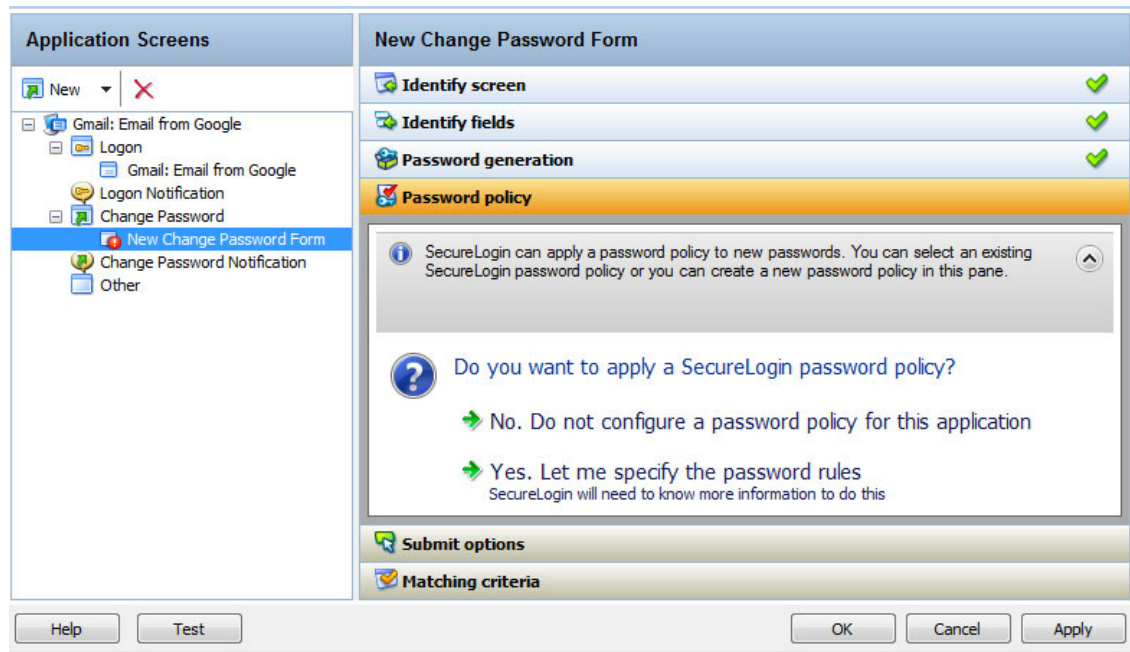 Application Screens
New
Gmail: Email from Google
Logon
Gmail: Email from Google
Logon Notification
Change Password
New Change Password Form
Change Password Notification
Other
New Change Password Form
Identify screen
Identify fields
Password generation
Password policy
SecureLogin can apply a password policy to new passwords. You can select an existing
SecureLogin password policy or you can create a new password policy in this pane.
Do you want to apply a SecureLogin password policy?
No. Do not configure a password policy for this application
Yes. Let me specify the password rules
SecureLogin will need to know more information to do this
Submit options
Matching criteria
Help
Test
OK
Cancel
Apply